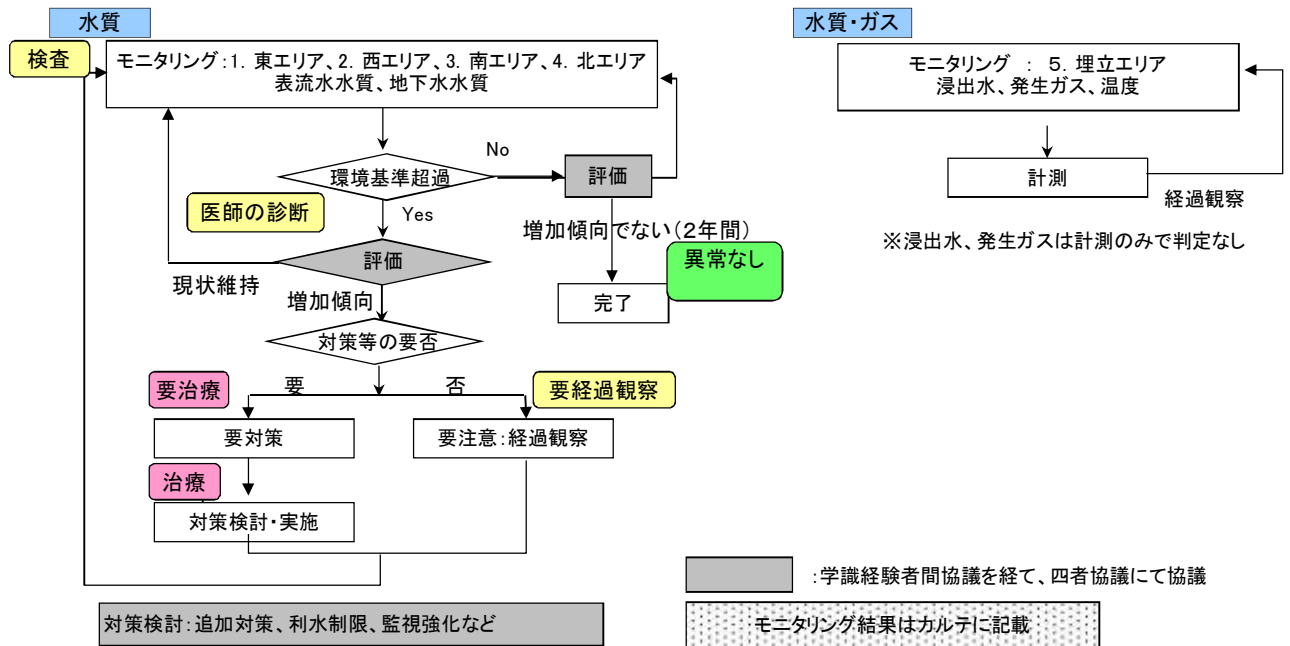 水質
検査
モニタリング：1．東エリア、2．西エリア、3．南エリア、4．北エリア
表流水水質、地下水水質
環境基準超過
No
評価
医師の診断
Yes
増加傾向でない（２年間）
異常なし
評価
現状維持
増加傾向
完了
対策等の要否
要治療
要
否
要経過観察
要対策
要注意：経過観察
治療
対策検討・実施
対策検討：追加対策、利水制限、監視強化など
水質・ガス
モニタリング ： 5．埋立エリア
浸出水、発生ガス、温度
計測
経過観察
※浸出水、発生ガスは計測のみで判定なし
：学識経験者間協議を経て、四者協議にて協議
モニタリング結果はカルテに記載